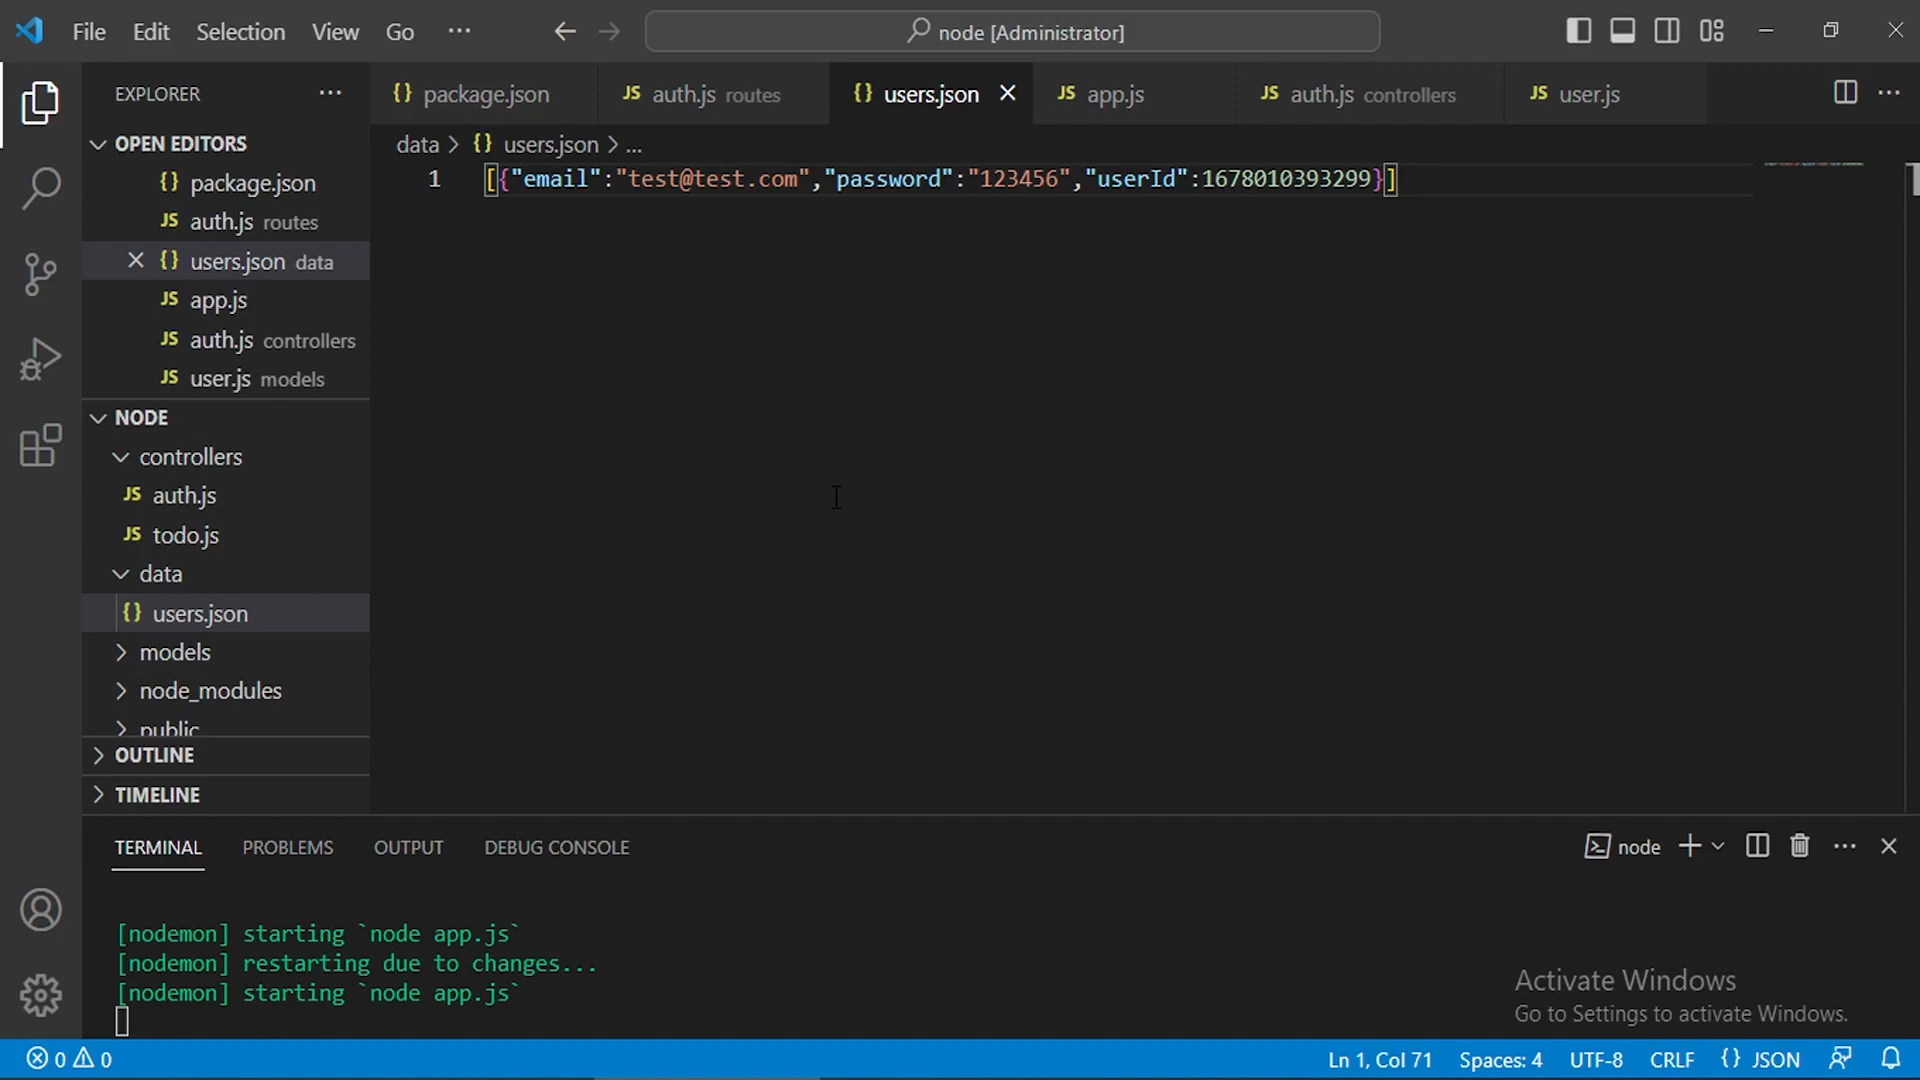 File Edit Selection View Go ··· node [Administrator]
EXPLORER ···
{} package.json JS auth.js routes {} users.json JS app.js JS auth.js controllers JS user.js ···
OPEN EDITORS
{} package.json
JS auth.js routes
{} users.json data
JS app.js
JS auth.js controllers
JS user.js models
NODE
controllers
JS auth.js
JS todo.js
data
{} users.json
models
node_modules
public
OUTLINE
TIMELINE
data > {} users.json > ...
1 [{"email":"test@test.com","password":"123456","userId":1678010393299}]
TERMINAL PROBLEMS OUTPUT DEBUG CONSOLE node ···
[nodemon] starting `node app.js`
[nodemon] restarting due to changes...
[nodemon] starting `node app.js`
Activate Windows
Go to Settings to activate Windows.
0 0 Ln 1, Col 71 Spaces: 4 UTF-8 CRLF {} JSON